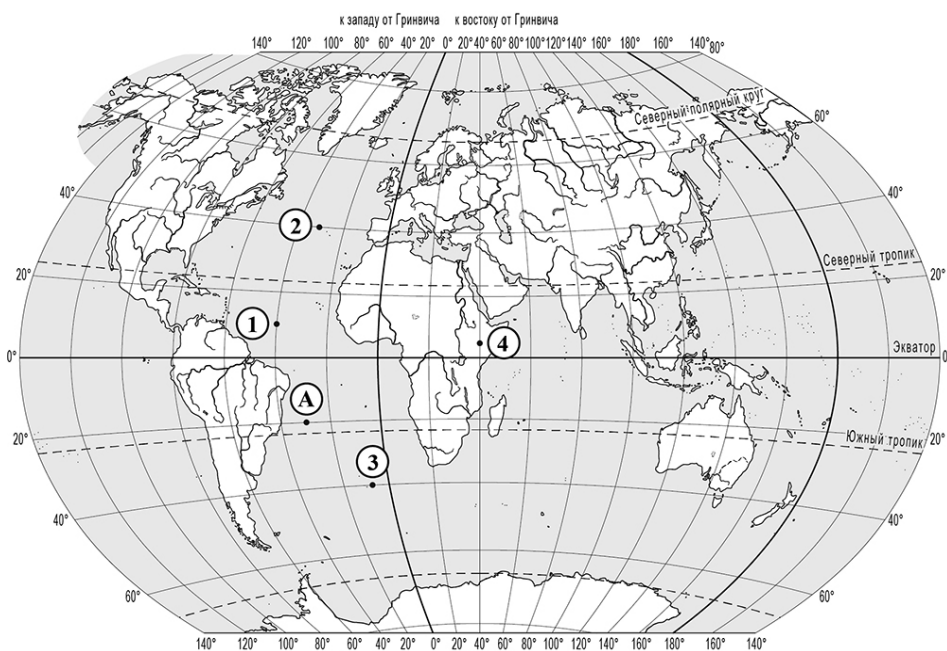 к западу от Гринвича к востоку от Гринвича
140° 120° 100° 80° 60° 40° 20° 0° 20° 40° 60° 80° 100° 120° 140° 160° 180° 160° 140° 80°
Северный полярный круг
60°
40° 40°
2
Северный тропик
20° 20°
1
4
Экватор
0° 0°
A
Южный тропик
20° 20°
3
40° 40°
60° 60°
140° 120° 100° 80° 60° 40° 20° 0° 20° 40° 60° 80° 100° 120° 140° 160° 180° 160° 140°